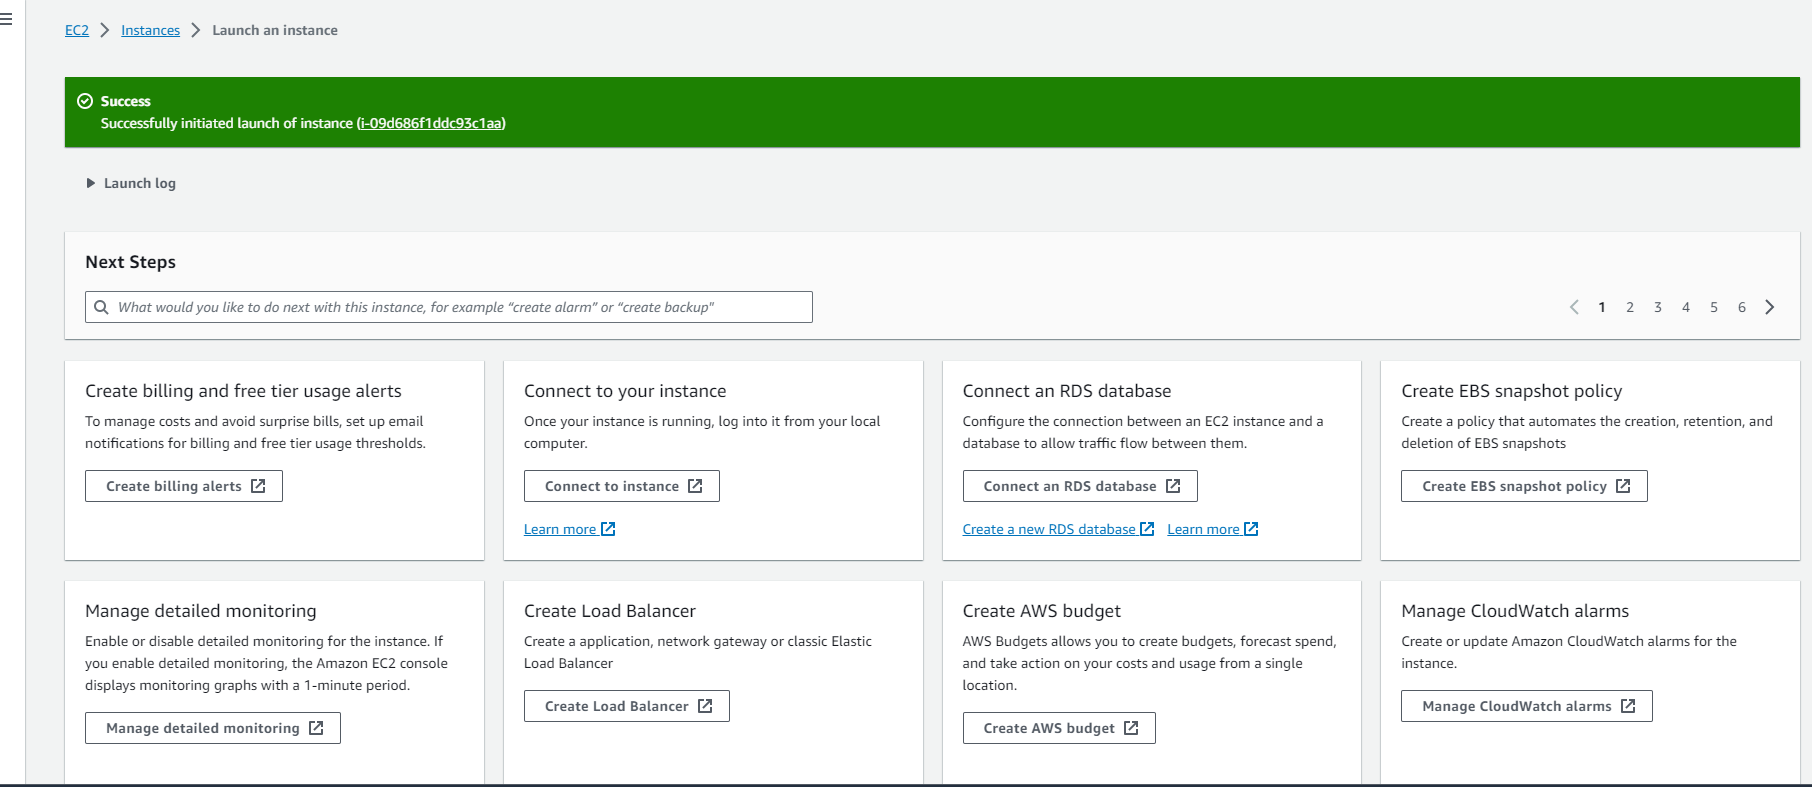 EC2 Instances Launch an instance
Success
Successfully initiated launch of instance (i-09d686f1ddc93c1aa)
Launch log
Next Steps
What would you like to do next with this instance, for example “create alarm” or “create backup”
1 2 3 4 5 6
Create billing and free tier usage alerts
To manage costs and avoid surprise bills, set up email
notifications for billing and free tier usage thresholds.
Create billing alerts
Connect to your instance
Once your instance is running, log into it from your local
computer.
Connect to instance
Learn more
Connect an RDS database
Configure the connection between an EC2 instance and a
database to allow traffic flow between them.
Connect an RDS database
Create a new RDS database Learn more
Create EBS snapshot policy
Create a policy that automates the creation, retention, and
deletion of EBS snapshots
Create EBS snapshot policy
Manage detailed monitoring
Enable or disable detailed monitoring for the instance. If
you enable detailed monitoring, the Amazon EC2 console
displays monitoring graphs with a 1-minute period.
Manage detailed monitoring
Create Load Balancer
Create a application, network gateway or classic Elastic
Load Balancer
Create Load Balancer
Create AWS budget
AWS Budgets allows you to create budgets, forecast spend,
and take action on your costs and usage from a single
location.
Create AWS budget
Manage CloudWatch alarms
Create or update Amazon CloudWatch alarms for the
instance.
Manage CloudWatch alarms